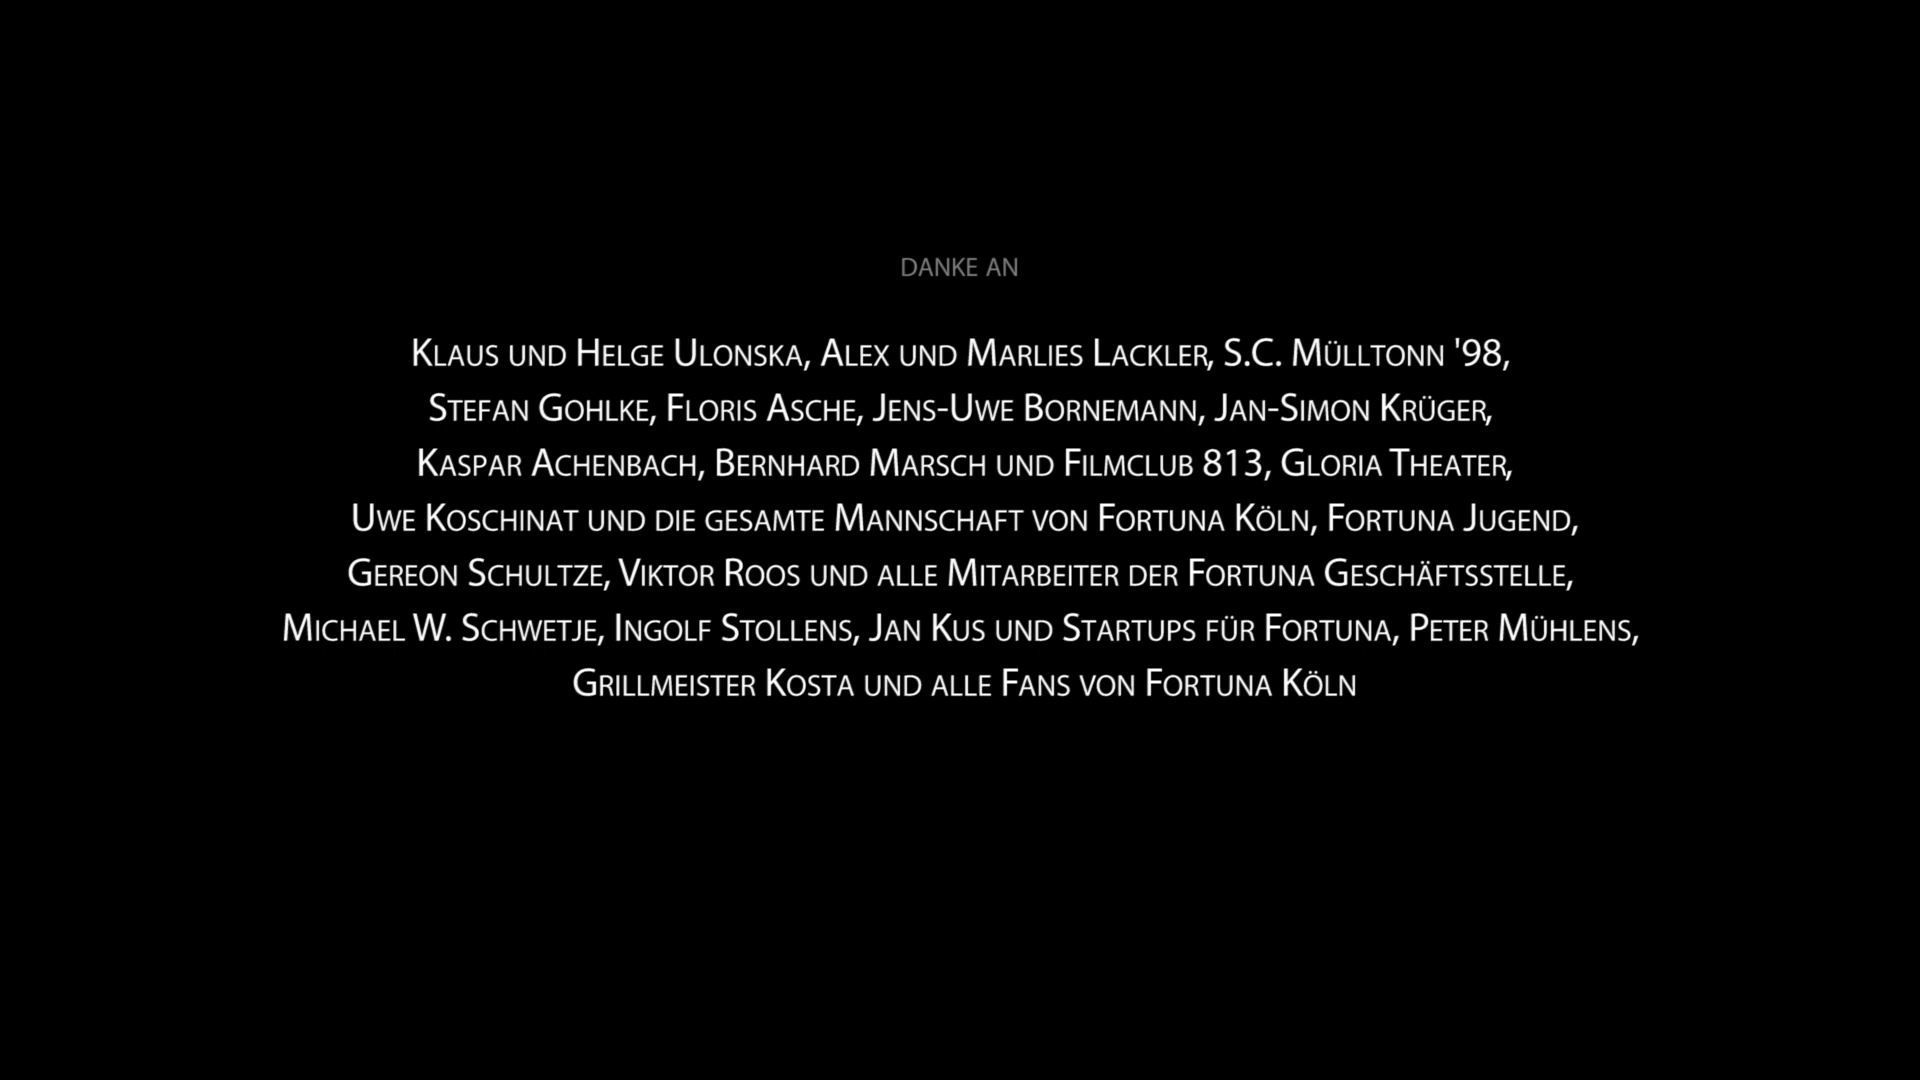 DANKE AN
Klaus und Helge Ulonska, Alex und Marlies Lackler, S.C. Mülltonn '98,
Stefan Gohlke, Floris Asche, Jens-Uwe Bornemann, Jan-Simon Krüger,
Kaspar Achenbach, Bernhard Marsch und Filmclub 813, Gloria Theater,
Uwe Koschinat und die gesamte Mannschaft von Fortuna Köln, Fortuna Jugend,
Gereon Schultze, Viktor Roos und alle Mitarbeiter der Fortuna Geschäftsstelle,
Michael W. Schwetje, Ingolf Stollens, Jan Kus und Startups für Fortuna, Peter Mühlens,
Grillmeister Kosta und alle Fans von Fortuna Köln